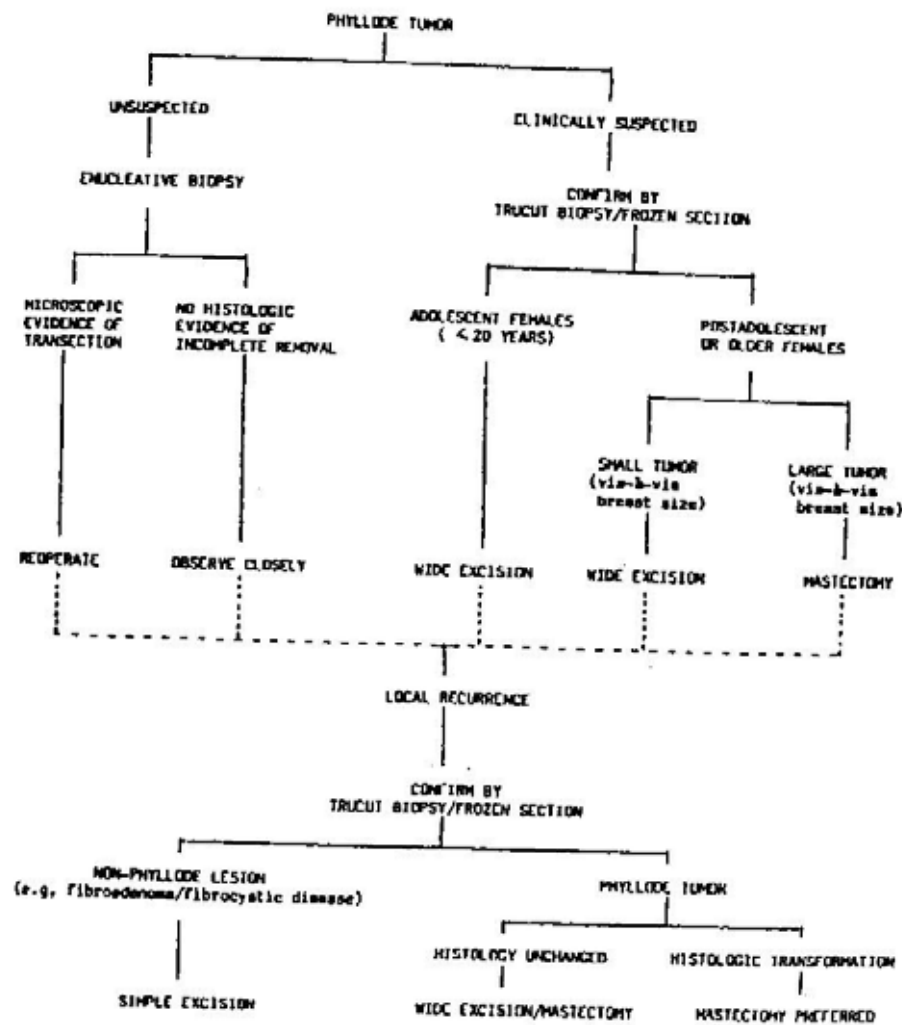 PHYLLODE TUMOR
UNSUSPECTED
CLINICALLY SUSPECTED
ENUCLEATIVE BIOPSY
CONFIRM BY
TRUCUT BIOPSY/FROZEN SECTION
MICROSCOPIC
EVIDENCE OF
TRANSECTION
NO HISTOLOGIC
EVIDENCE OF
INCOMPLETE REMOVAL
ADOLESCENT FEMALES
( ≤ 20 YEARS)
POSTADOLESCENT
OR OLDER FEMALES
SMALL TUMOR
(vis-à-vis
breast size)
LARGE TUMOR
(vis-à-vis
breast size)
REOPERATE
OBSERVE CLOSELY
WIDE EXCISION
WIDE EXCISION
MASTECTOMY
LOCAL RECURRENCE
CONFIRM BY
TRUCUT BIOPSY/FROZEN SECTION
NON-PHYLLODE LESION
(e.g, fibroadenoma/fibrocystic disease)
PHYLLODE TUMOR
HISTOLOGY UNCHANGED
HISTOLOGIC TRANSFORMATION
SIMPLE EXCISION
WIDE EXCISION/MASTECTOMY
MASTECTOMY PREFERRED